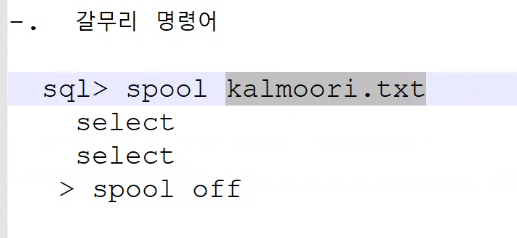 -. 갈무리 명령어
sql> spool kalmoori.txt
select
select
> spool off